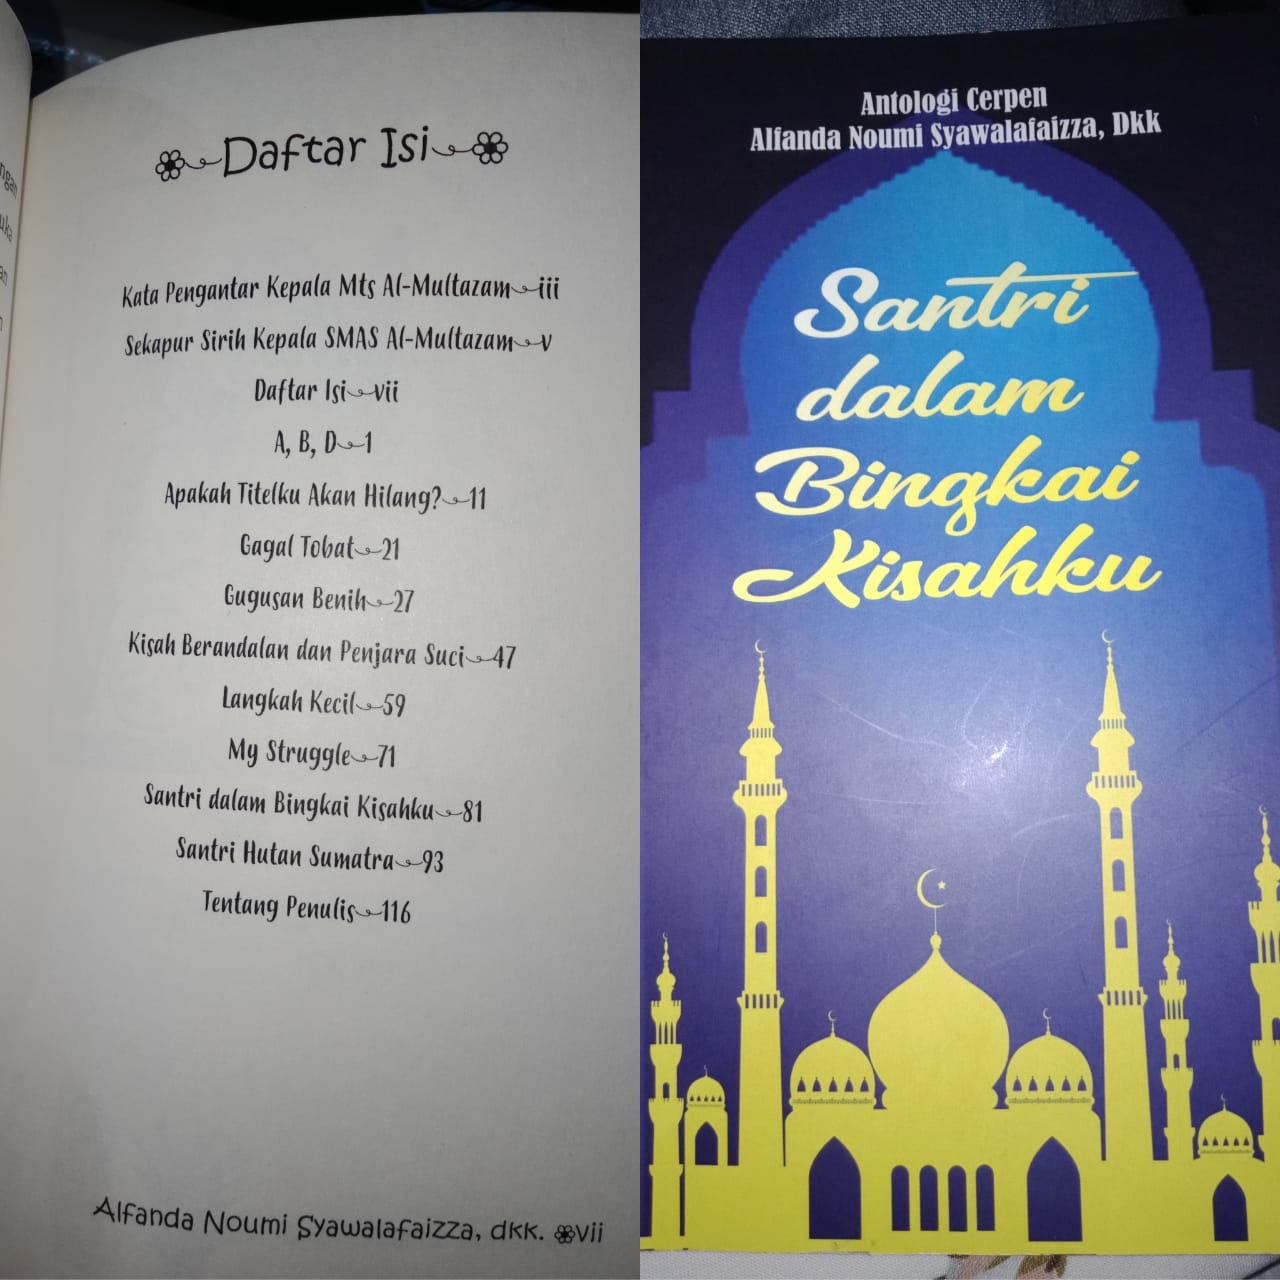 ngan
uka
an
Daftar Isi
Kata Pengantar Kepala Mts Al-Multazam iii
Sekapur Sirih Kepala SMAS Al-Multazam v
Daftar Isi vii
A, B, D 1
Apakah Titelku Akan Hilang? 11
Gagal Tobat 21
Gugusan Benih 27
Kisah Berandalan dan Penjara Suci 47
Langkah Kecil 59
My Struggle 71
Santri dalam Bingkai Kisahku 81
Santri Hutan Sumatra 93
Tentang Penulis 116
Alfanda Noumi Syawalafaizza, dkk. vii
Antologi Cerpen
Alfanda Noumi Syawalafaizza, Dkk
Santri
dalam
Bingkai
Kisahku